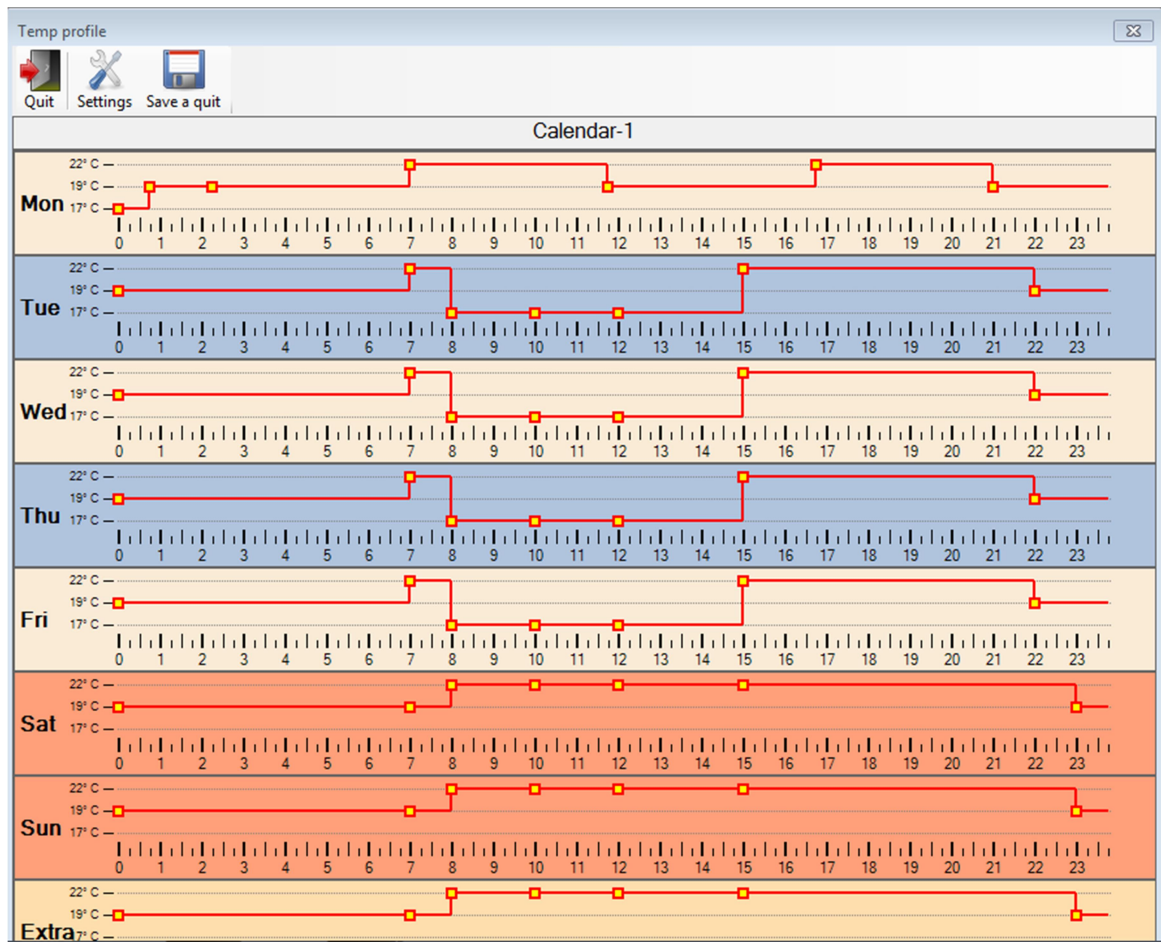 Temp profile
Quit Settings Save a quit
Calendar-1
22° C
19° C
Mon 17° C
0 1 2 3 4 5 6 7 8 9 10 11 12 13 14 15 16 17 18 19 20 21 22 23
22° C
19° C
Tue 17° C
0 1 2 3 4 5 6 7 8 9 10 11 12 13 14 15 16 17 18 19 20 21 22 23
22° C
19° C
Wed 17° C
0 1 2 3 4 5 6 7 8 9 10 11 12 13 14 15 16 17 18 19 20 21 22 23
22° C
19° C
Thu 17° C
0 1 2 3 4 5 6 7 8 9 10 11 12 13 14 15 16 17 18 19 20 21 22 23
22° C
19° C
Fri 17° C
0 1 2 3 4 5 6 7 8 9 10 11 12 13 14 15 16 17 18 19 20 21 22 23
22° C
19° C
Sat 17° C
0 1 2 3 4 5 6 7 8 9 10 11 12 13 14 15 16 17 18 19 20 21 22 23
22° C
19° C
Sun 17° C
0 1 2 3 4 5 6 7 8 9 10 11 12 13 14 15 16 17 18 19 20 21 22 23
22° C
19° C
Extra 7° C